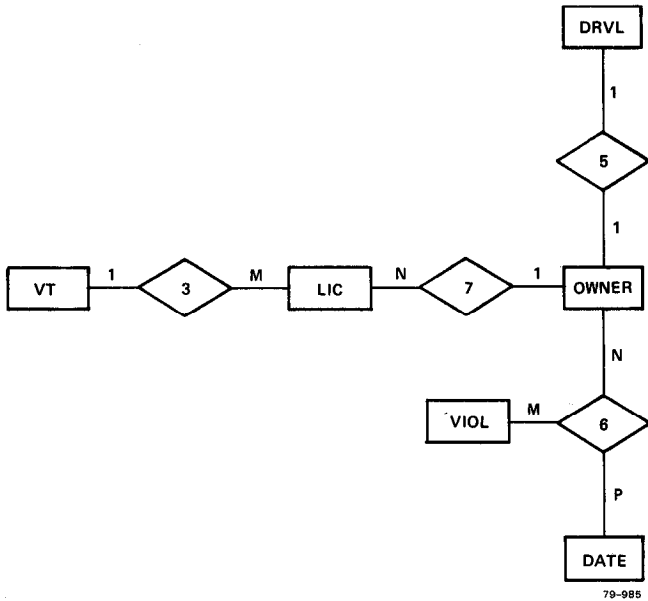 DRVL
1
5
1
VT 1 3 M LIC N 7 1 OWNER
N
VIOL M 6
P
DATE
79-985